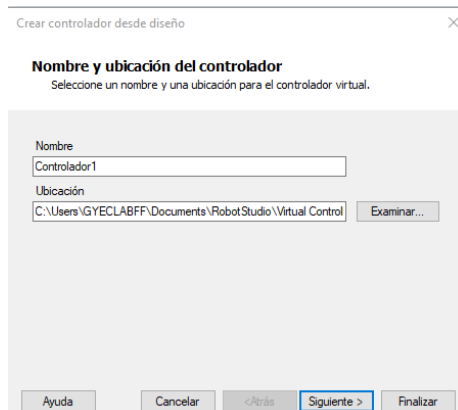 Crear controlador desde diseño
Nombre y ubicación del controlador
Seleccione un nombre y una ubicación para el controlador virtual.
Nombre
Controlador1
Ubicación
C:\Users\GYECLABFF\Documents\RobotStudio\Virtual Control
Examinar...
Ayuda
Cancelar
<Atrás
Siguiente >
Finalizar